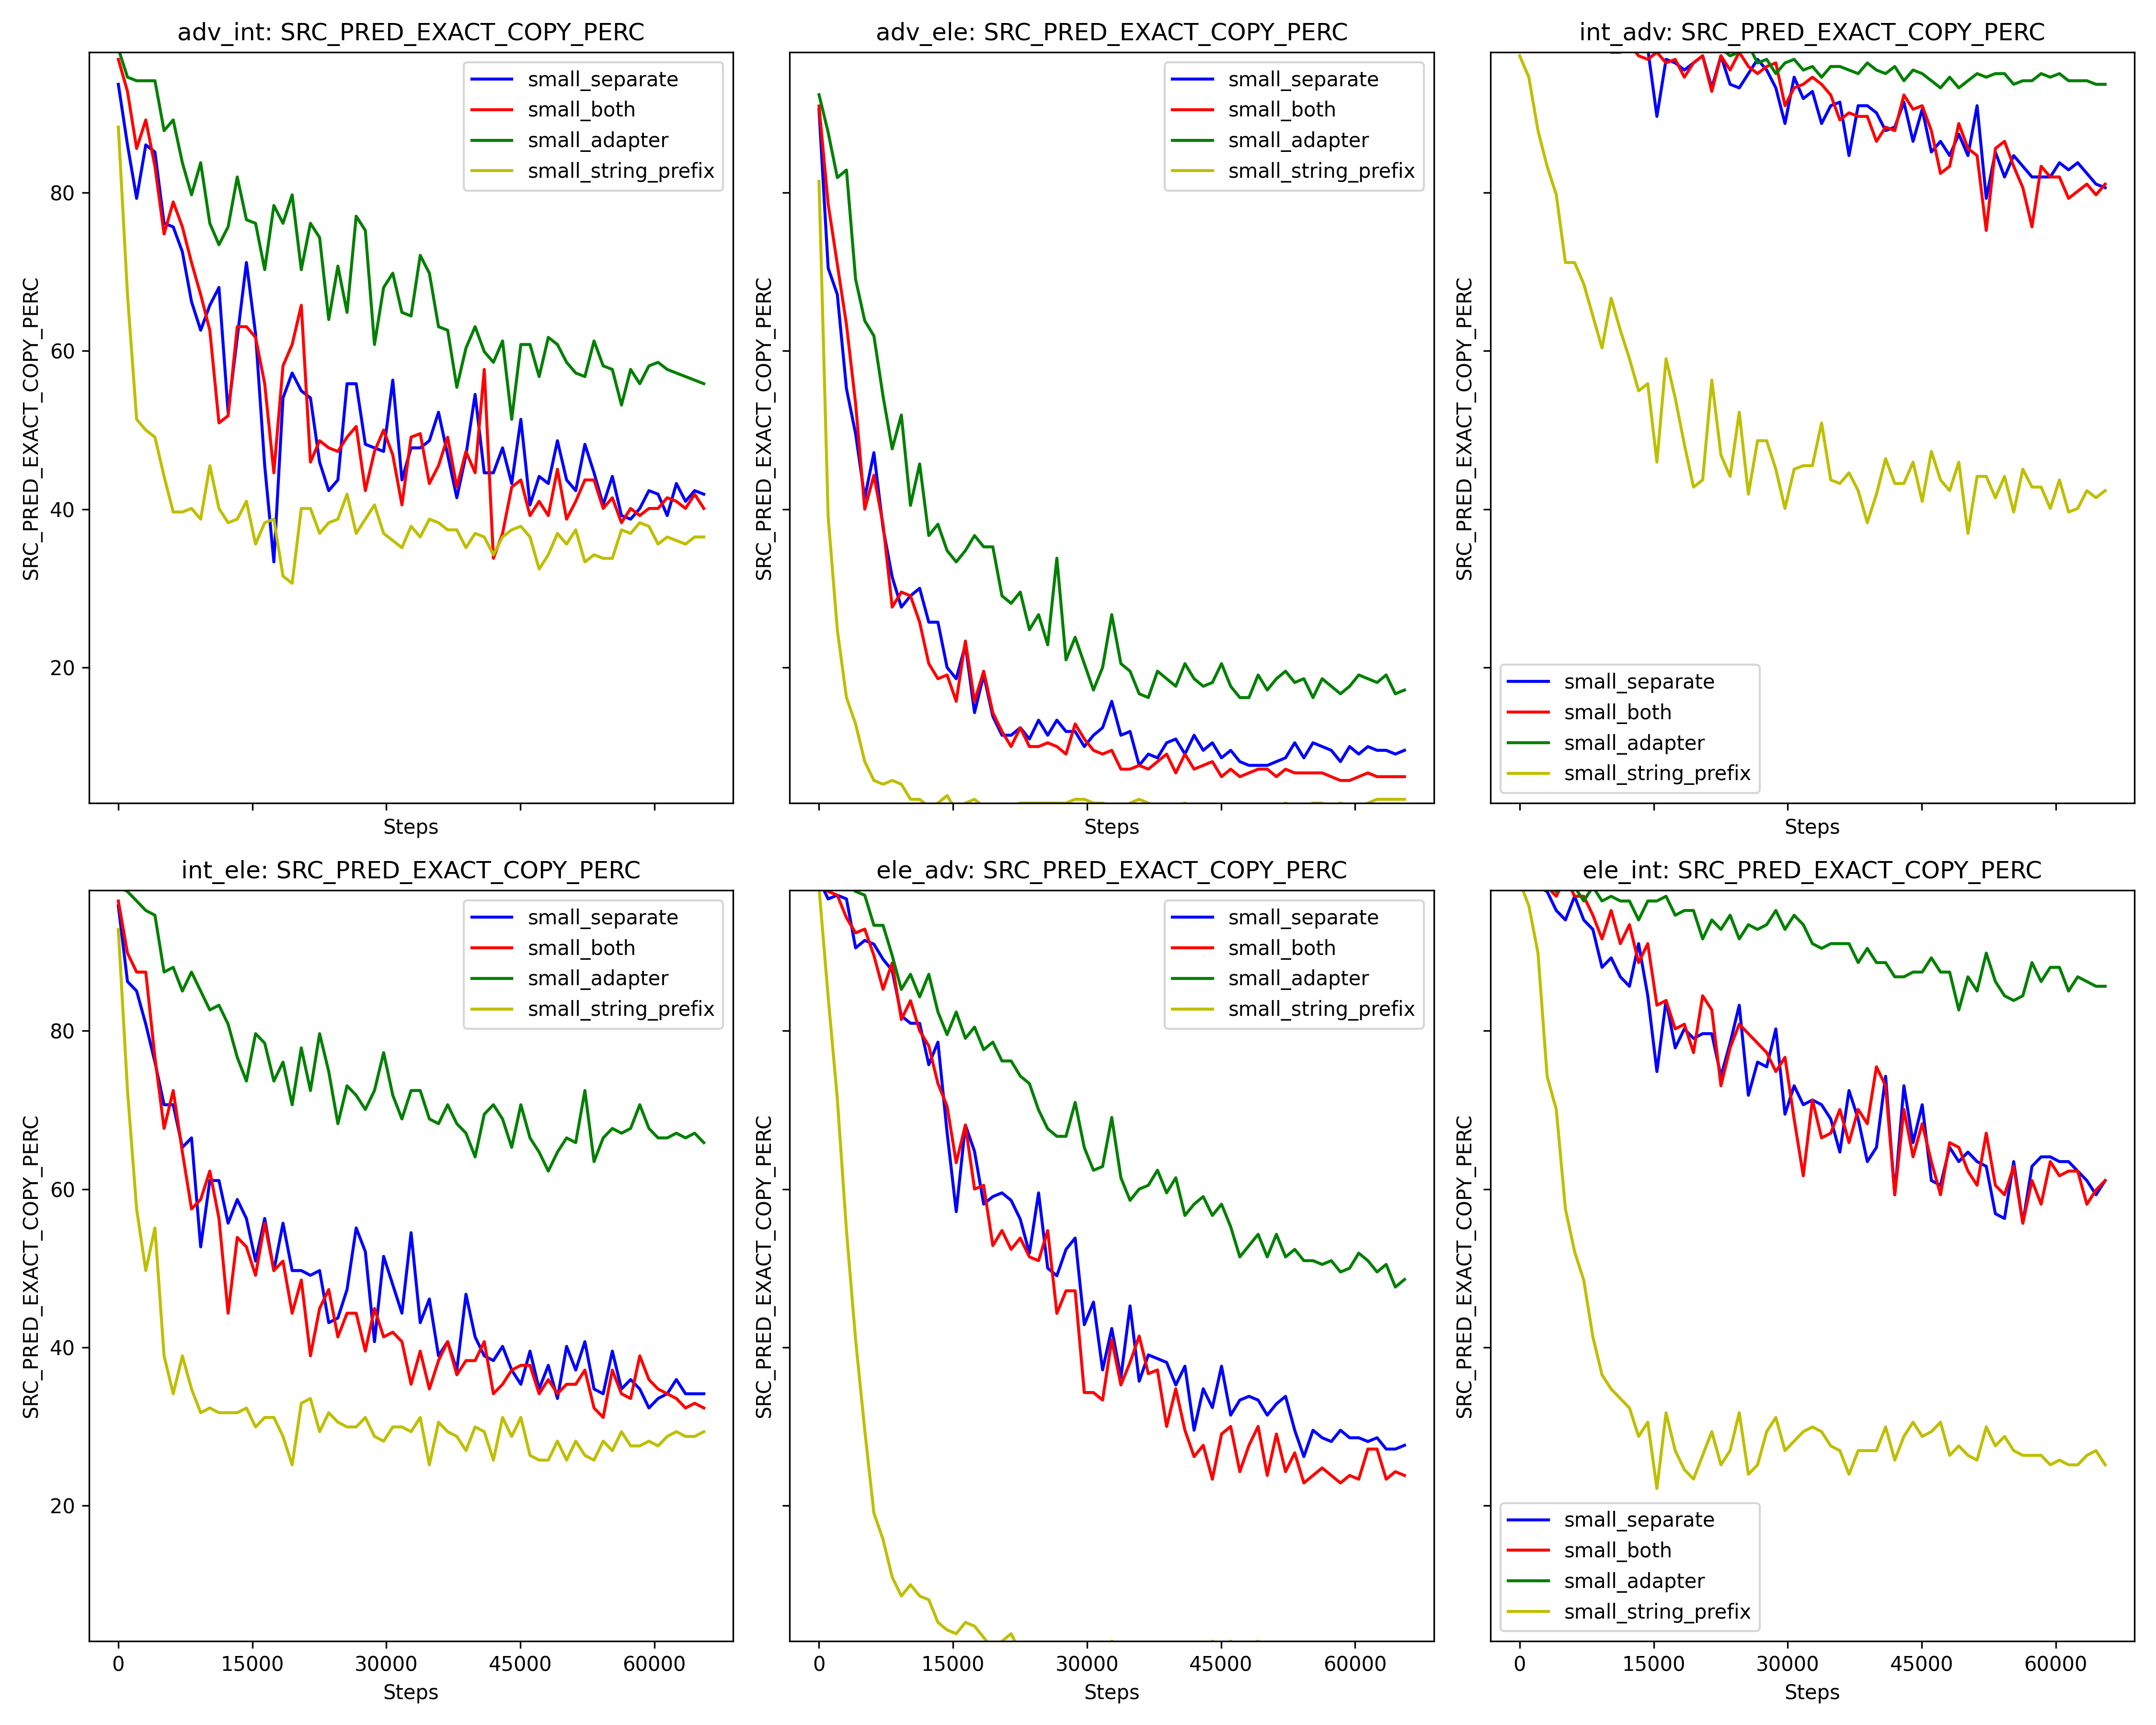 adv_int: SRC_PRED_EXACT_COPY_PERC
SRC_PRED_EXACT_COPY_PERC
80
60
40
20
small_separate
small_both
small_adapter
small_string_prefix
Steps
adv_ele: SRC_PRED_EXACT_COPY_PERC
SRC_PRED_EXACT_COPY_PERC
small_separate
small_both
small_adapter
small_string_prefix
Steps
int_adv: SRC_PRED_EXACT_COPY_PERC
SRC_PRED_EXACT_COPY_PERC
small_separate
small_both
small_adapter
small_string_prefix
Steps
int_ele: SRC_PRED_EXACT_COPY_PERC
SRC_PRED_EXACT_COPY_PERC
80
60
40
20
small_separate
small_both
small_adapter
small_string_prefix
0 15000 30000 45000 60000
Steps
ele_adv: SRC_PRED_EXACT_COPY_PERC
SRC_PRED_EXACT_COPY_PERC
small_separate
small_both
small_adapter
small_string_prefix
0 15000 30000 45000 60000
Steps
ele_int: SRC_PRED_EXACT_COPY_PERC
SRC_PRED_EXACT_COPY_PERC
small_separate
small_both
small_adapter
small_string_prefix
0 15000 30000 45000 60000
Steps